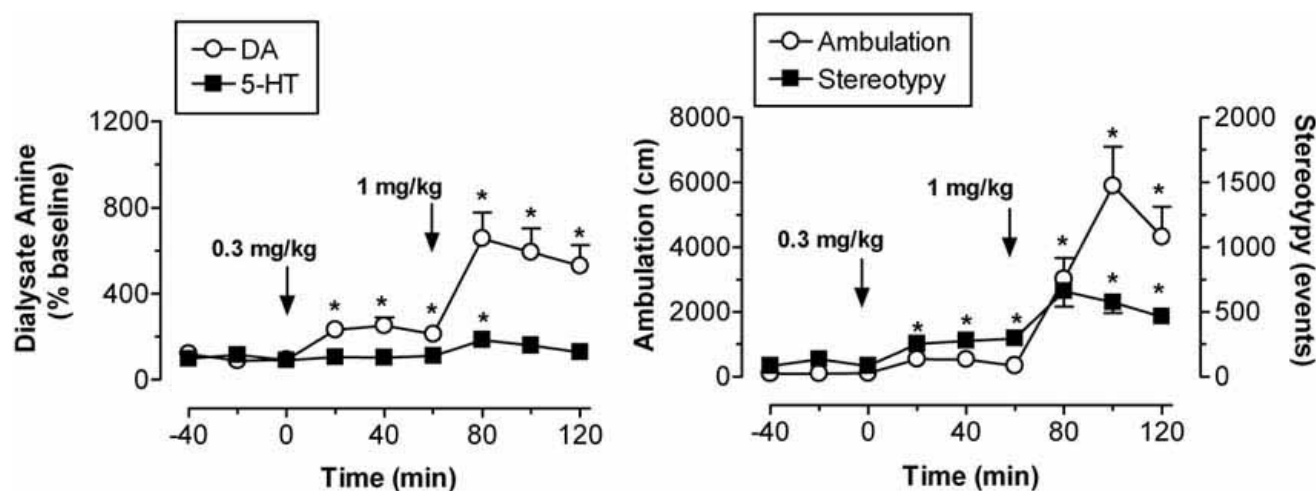 DA
5-HT
Dialysate Amine
(% baseline)
1200
800
400
0
0.3 mg/kg
1 mg/kg
*
*
*
*
*
*
*
-40
0
40
80
120
Time (min)
Ambulation
Stereotypy
Ambulation (cm)
8000
6000
4000
2000
0
0.3 mg/kg
1 mg/kg
*
*
*
*
*
*
*
*
2000
1500
1000
500
0
Stereotypy
(events)
-40
0
40
80
120
Time (min)